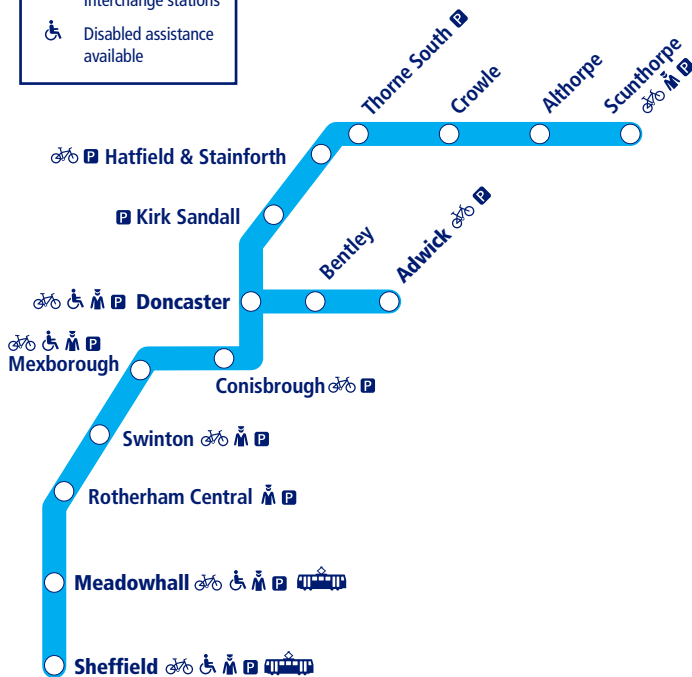 Interchange stations
Disabled assistance
available
Thorne South P
Crowle
Althorpe
Scunthorpe
P
P Hatfield & Stainforth
P Kirk Sandall
Bentley
Adwick P
P Doncaster
P
Mexborough
Conisbrough P
Swinton P
Rotherham Central P
Meadowhall P
Sheffield P